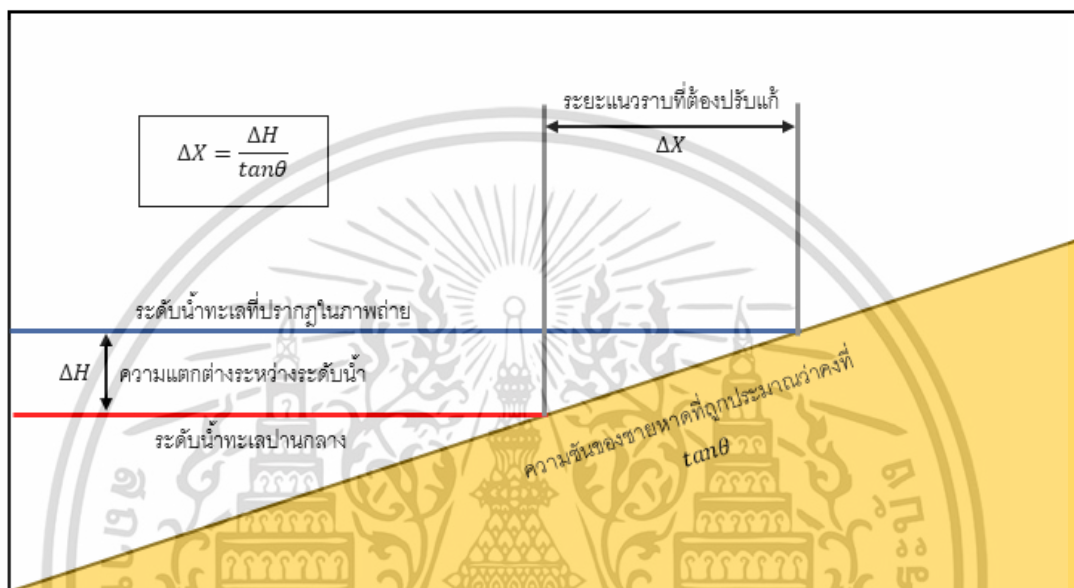 ระยะแนวราบที่ต้องปรับแก้
ΔX
ΔX = ΔH / tanθ
ระดับน้ำทะเลที่ปรากฏในภาพถ่าย
ΔH ความแตกต่างระหว่างระดับน้ำ
ระดับน้ำทะเลปานกลาง
ความชันของชายหาดที่ถูกประมาณว่าคงที่
tanθ